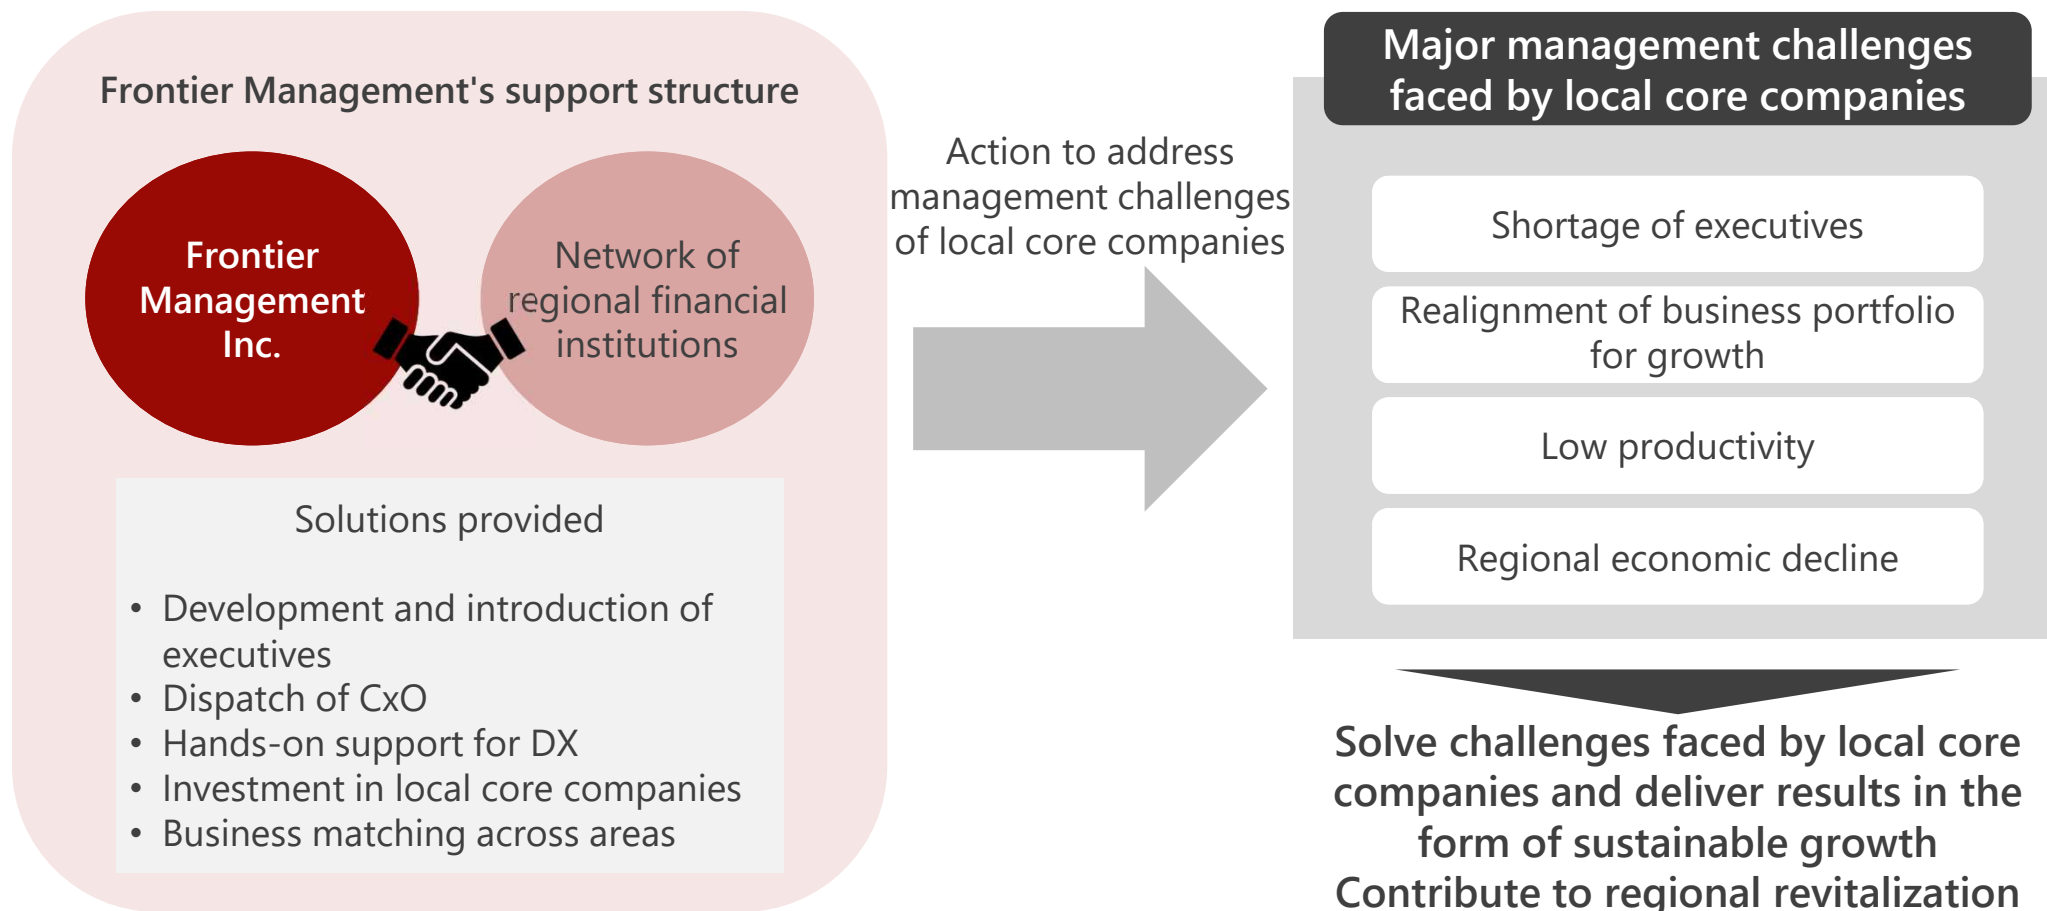 Frontier Management's support structure
Frontier
Management
Inc.
Network of
regional financial
institutions
Solutions provided
• Development and introduction of
executives
• Dispatch of CxO
• Hands-on support for DX
• Investment in local core companies
• Business matching across areas
Action to address
management challenges
of local core companies
Major management challenges
faced by local core companies
Shortage of executives
Realignment of business portfolio
for growth
Low productivity
Regional economic decline
Solve challenges faced by local core
companies and deliver results in the
form of sustainable growth
Contribute to regional revitalization